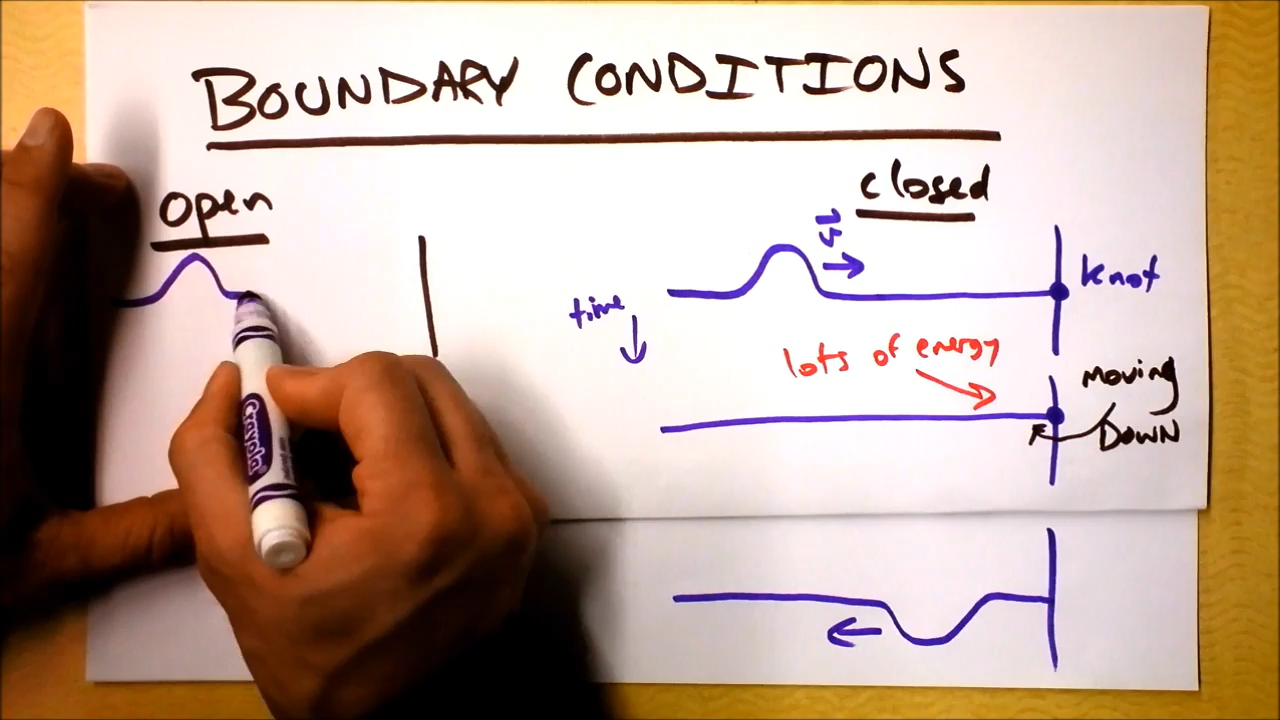 BOUNDARY CONDITIONS
open
closed
v
knot
time
lots of energy
moving
DOWN
Crayola